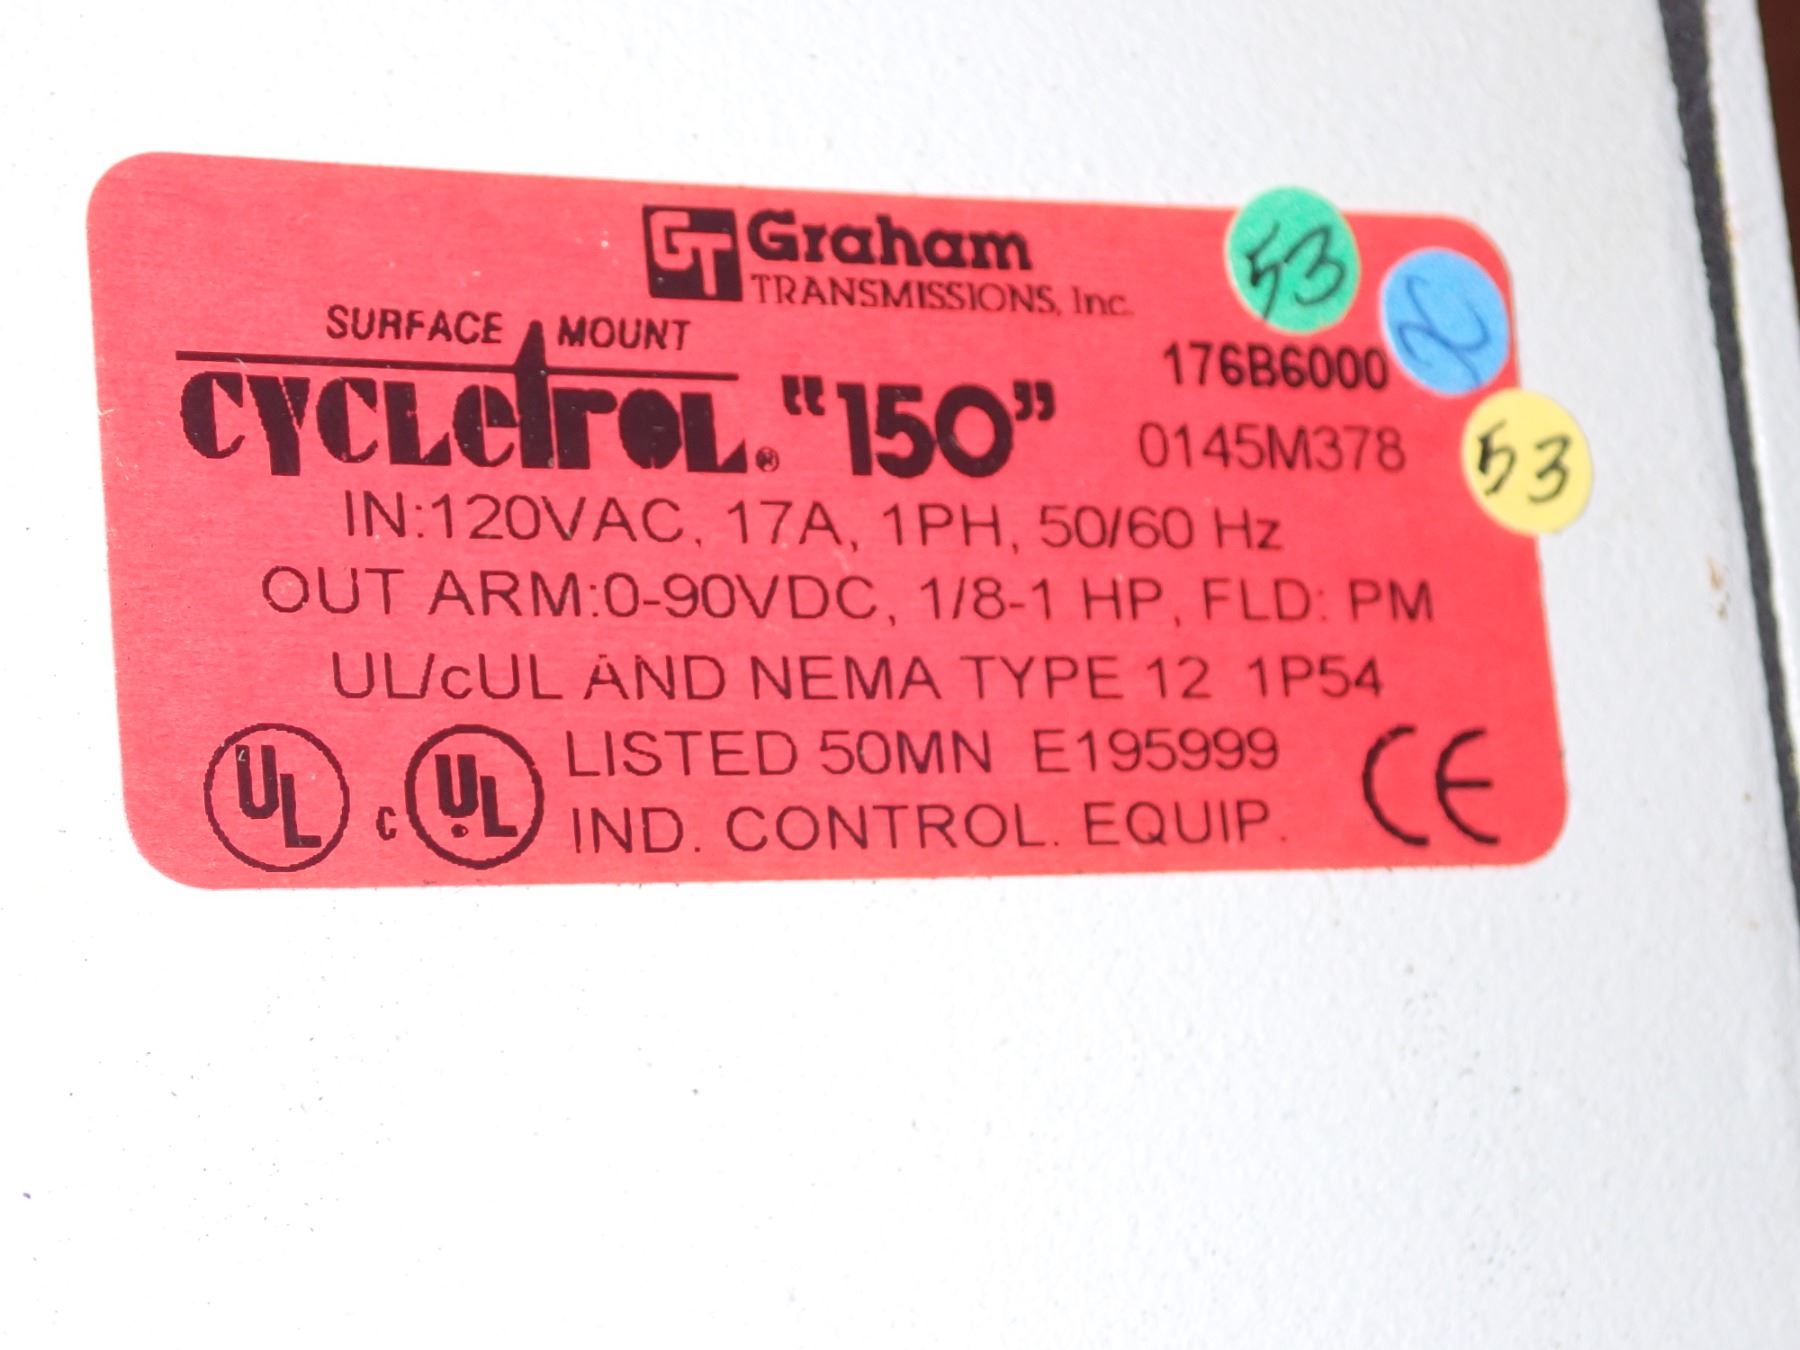 GT Graham
TRANSMISSIONS, Inc.
SURFACE MOUNT
CYCLetroL® "150"
176B6000
0145M378
IN:120VAC, 17A, 1PH, 50/60 Hz
OUT ARM:0-90VDC, 1/8-1 HP, FLD: PM
UL/cUL AND NEMA TYPE 12 1P54
UL c UL LISTED 50MN E195999
IND. CONTROL. EQUIP.
CE
53
53